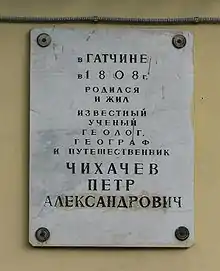 в ГАТЧИНЕ
в 1808 г.
РОДИЛСЯ
И ЖИЛ
ИЗВЕСТНЫЙ
УЧЕНЫЙ
ГЕОЛОГ,
ГЕОГРАФ
И ПУТЕШЕСТВЕННИК
ЧИХАЧЕВ
ПЕТР
АЛЕКСАНДРОВИЧ